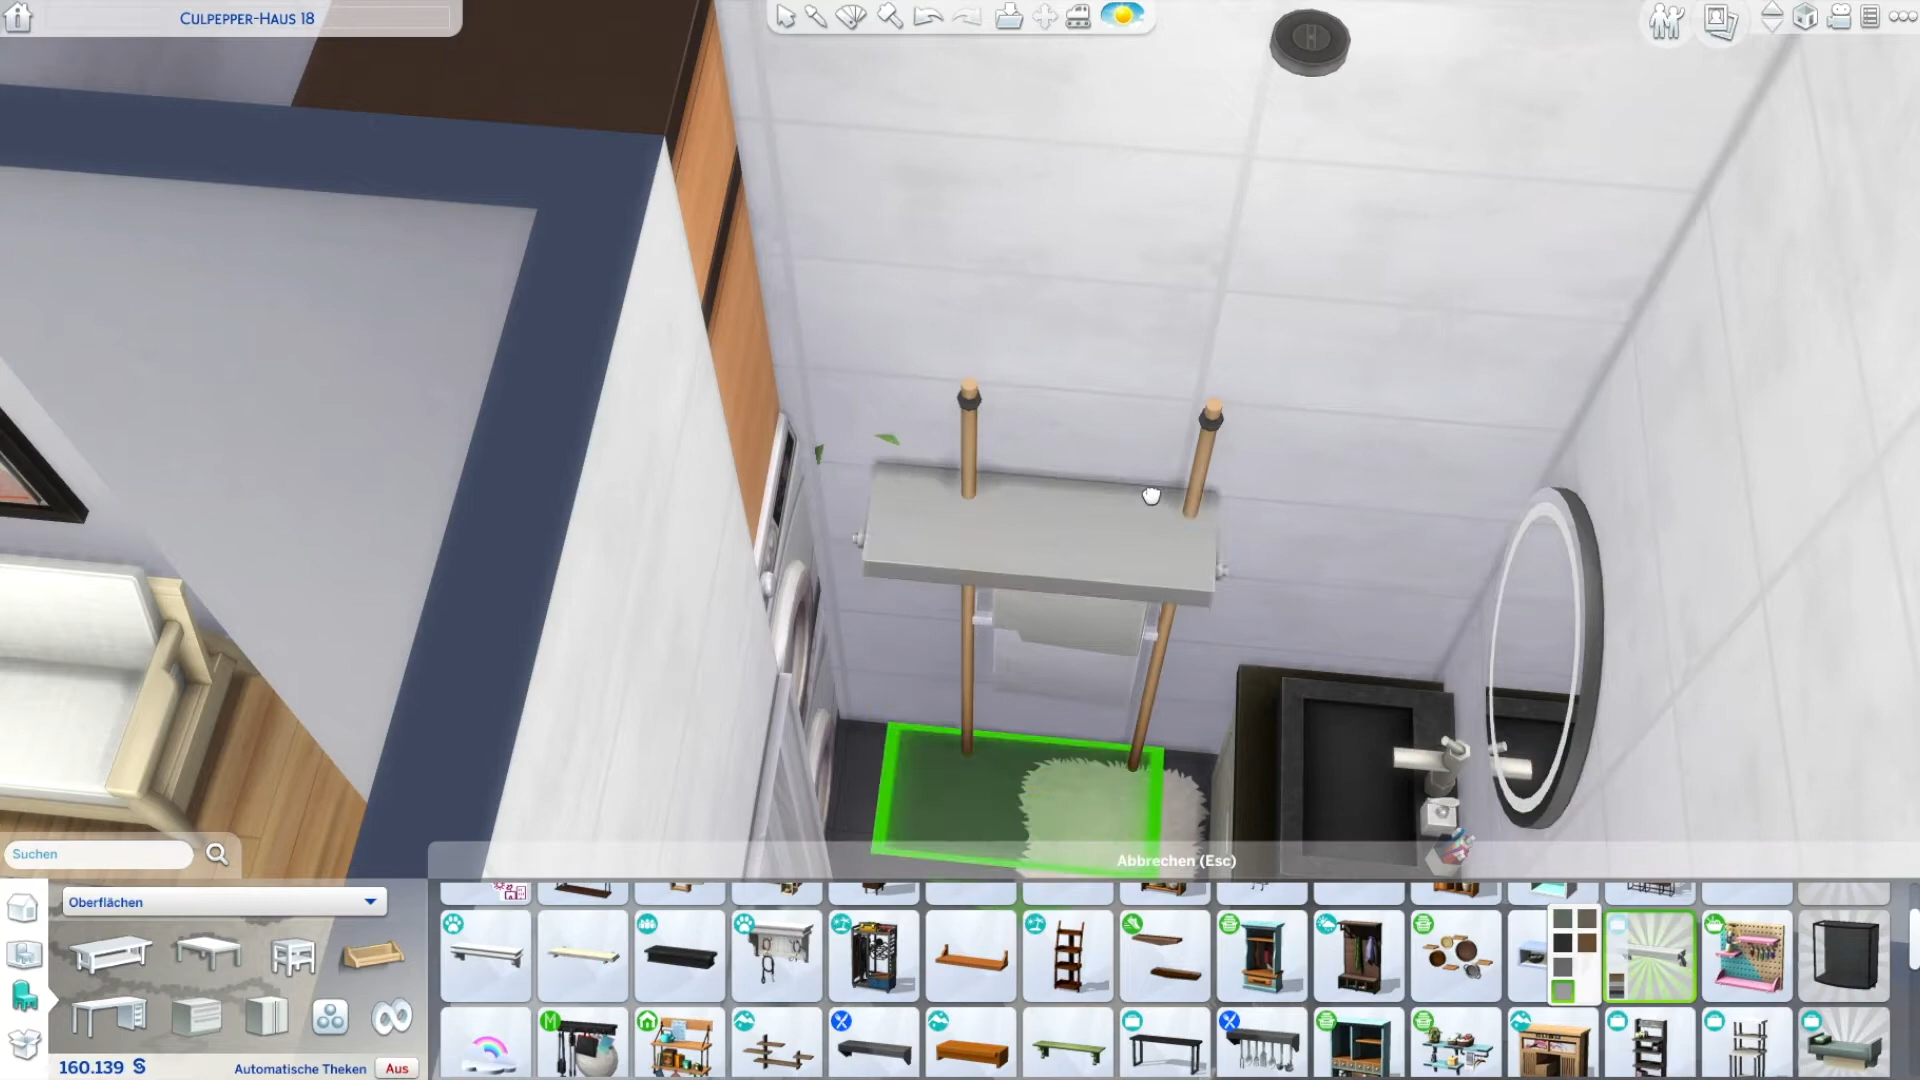 Culpepper-Haus 18
Abbrechen (Esc)
Suchen
Oberflächen
160.139 S
Automatische Theken
Aus